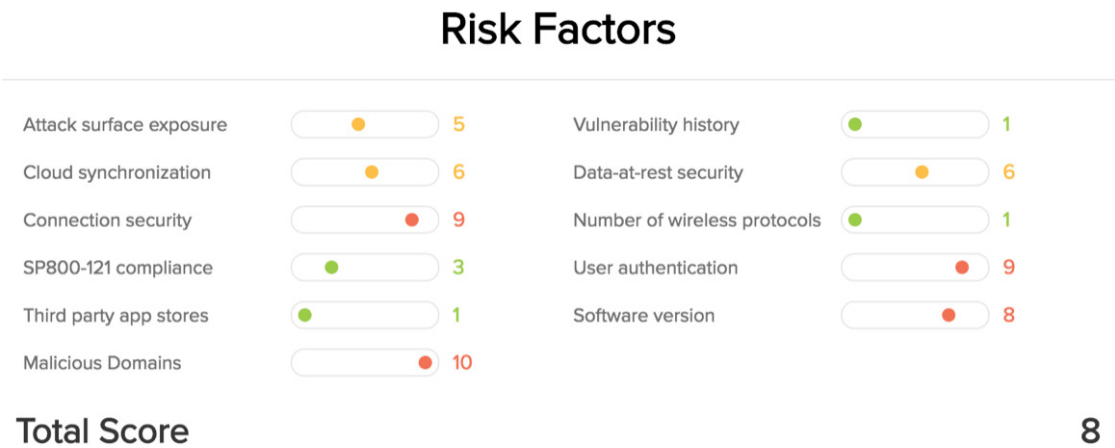 Risk Factors
Attack surface exposure 5
Cloud synchronization 6
Connection security 9
SP800-121 compliance 3
Third party app stores 1
Malicious Domains 10
Vulnerability history 1
Data-at-rest security 6
Number of wireless protocols 1
User authentication 9
Software version 8
Total Score 8